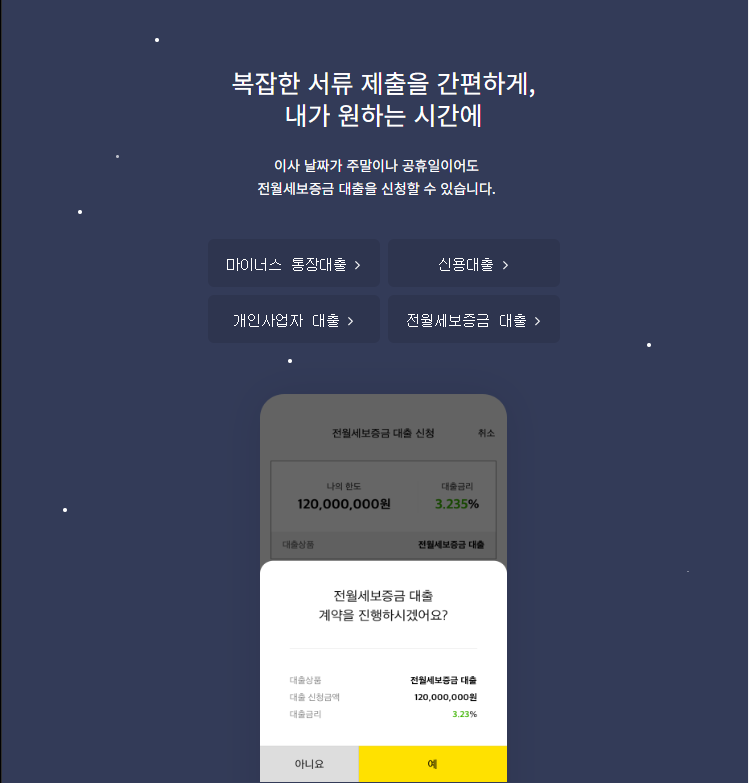 복잡한 서류 제출을 간편하게,
내가 원하는 시간에
이사 날짜가 주말이나 공휴일이어도
전월세보증금 대출을 신청할 수 있습니다.
마이너스 통장대출 >
신용대출 >
개인사업자 대출 >
전월세보증금 대출 >
전월세보증금 대출 신청 취소
나의 한도 대출금리
120,000,000원 3.235%
대출상품 전월세보증금 대출
전월세보증금 대출
계약을 진행하시겠어요?
대출상품 전월세보증금 대출
대출 신청금액 120,000,000원
대출금리 3.23%
아니요 예